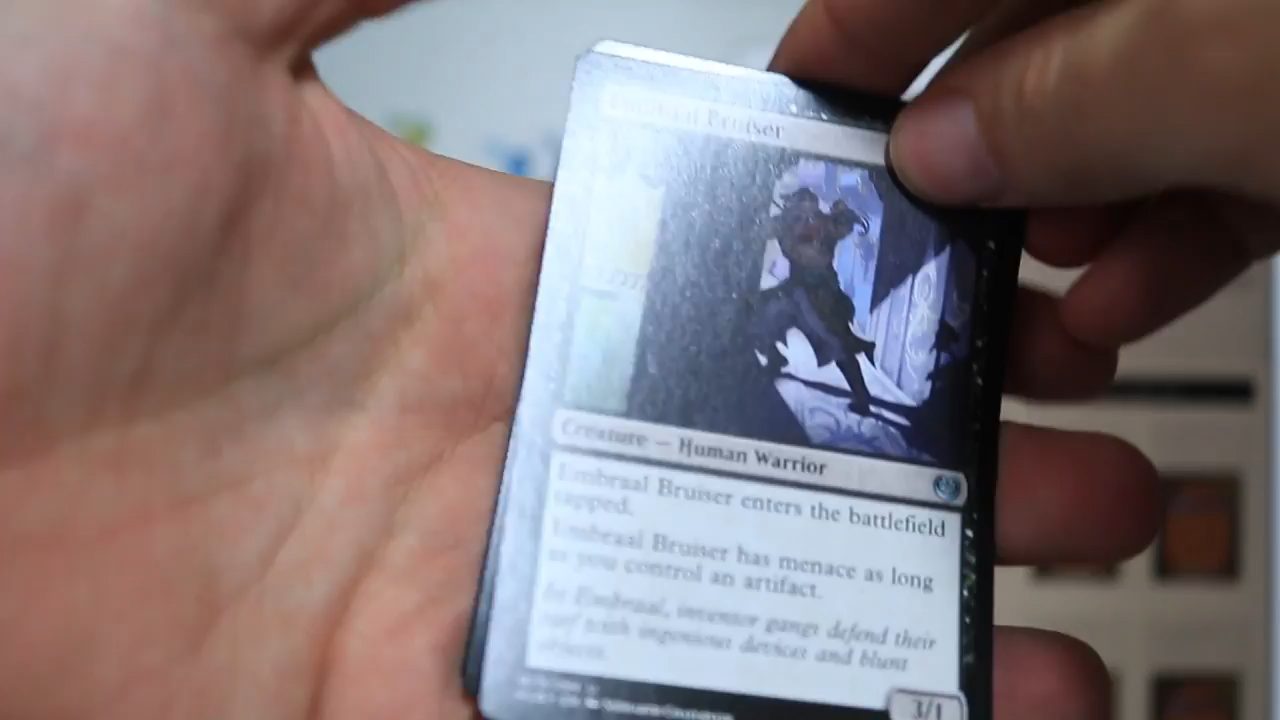 Embraal Bruiser
Creature — Human Warrior
Embraal Bruiser enters the battlefield
tapped.
Embraal Bruiser has menace as long
as you control an artifact.
In Embraal, inventor gangs defend their
turf with ingenious devices and blunt
3/1